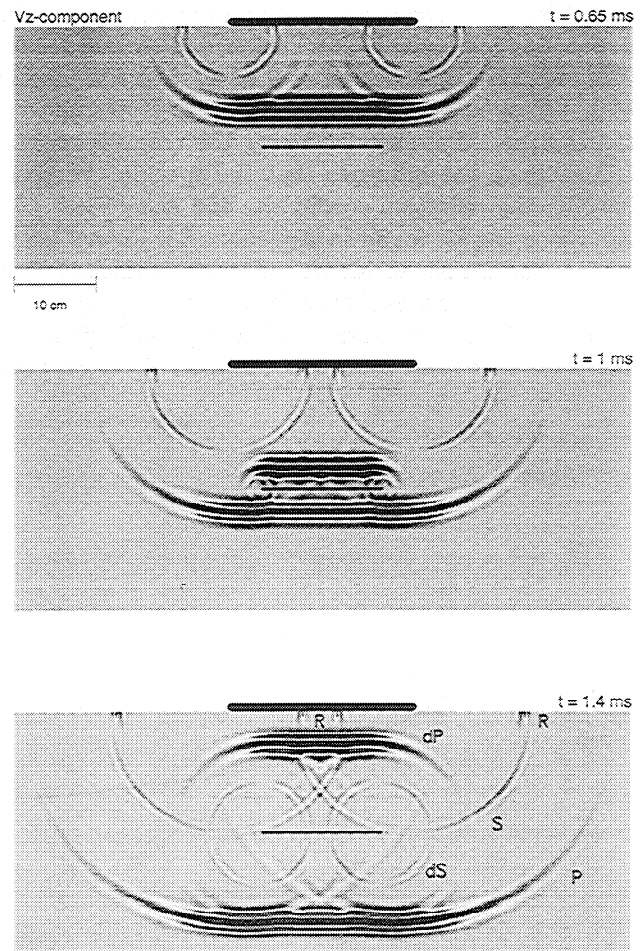 Vz-component t = 0.65 ms
10 cm
t = 1 ms
t = 1.4 ms
R R
dP
S
dS
P